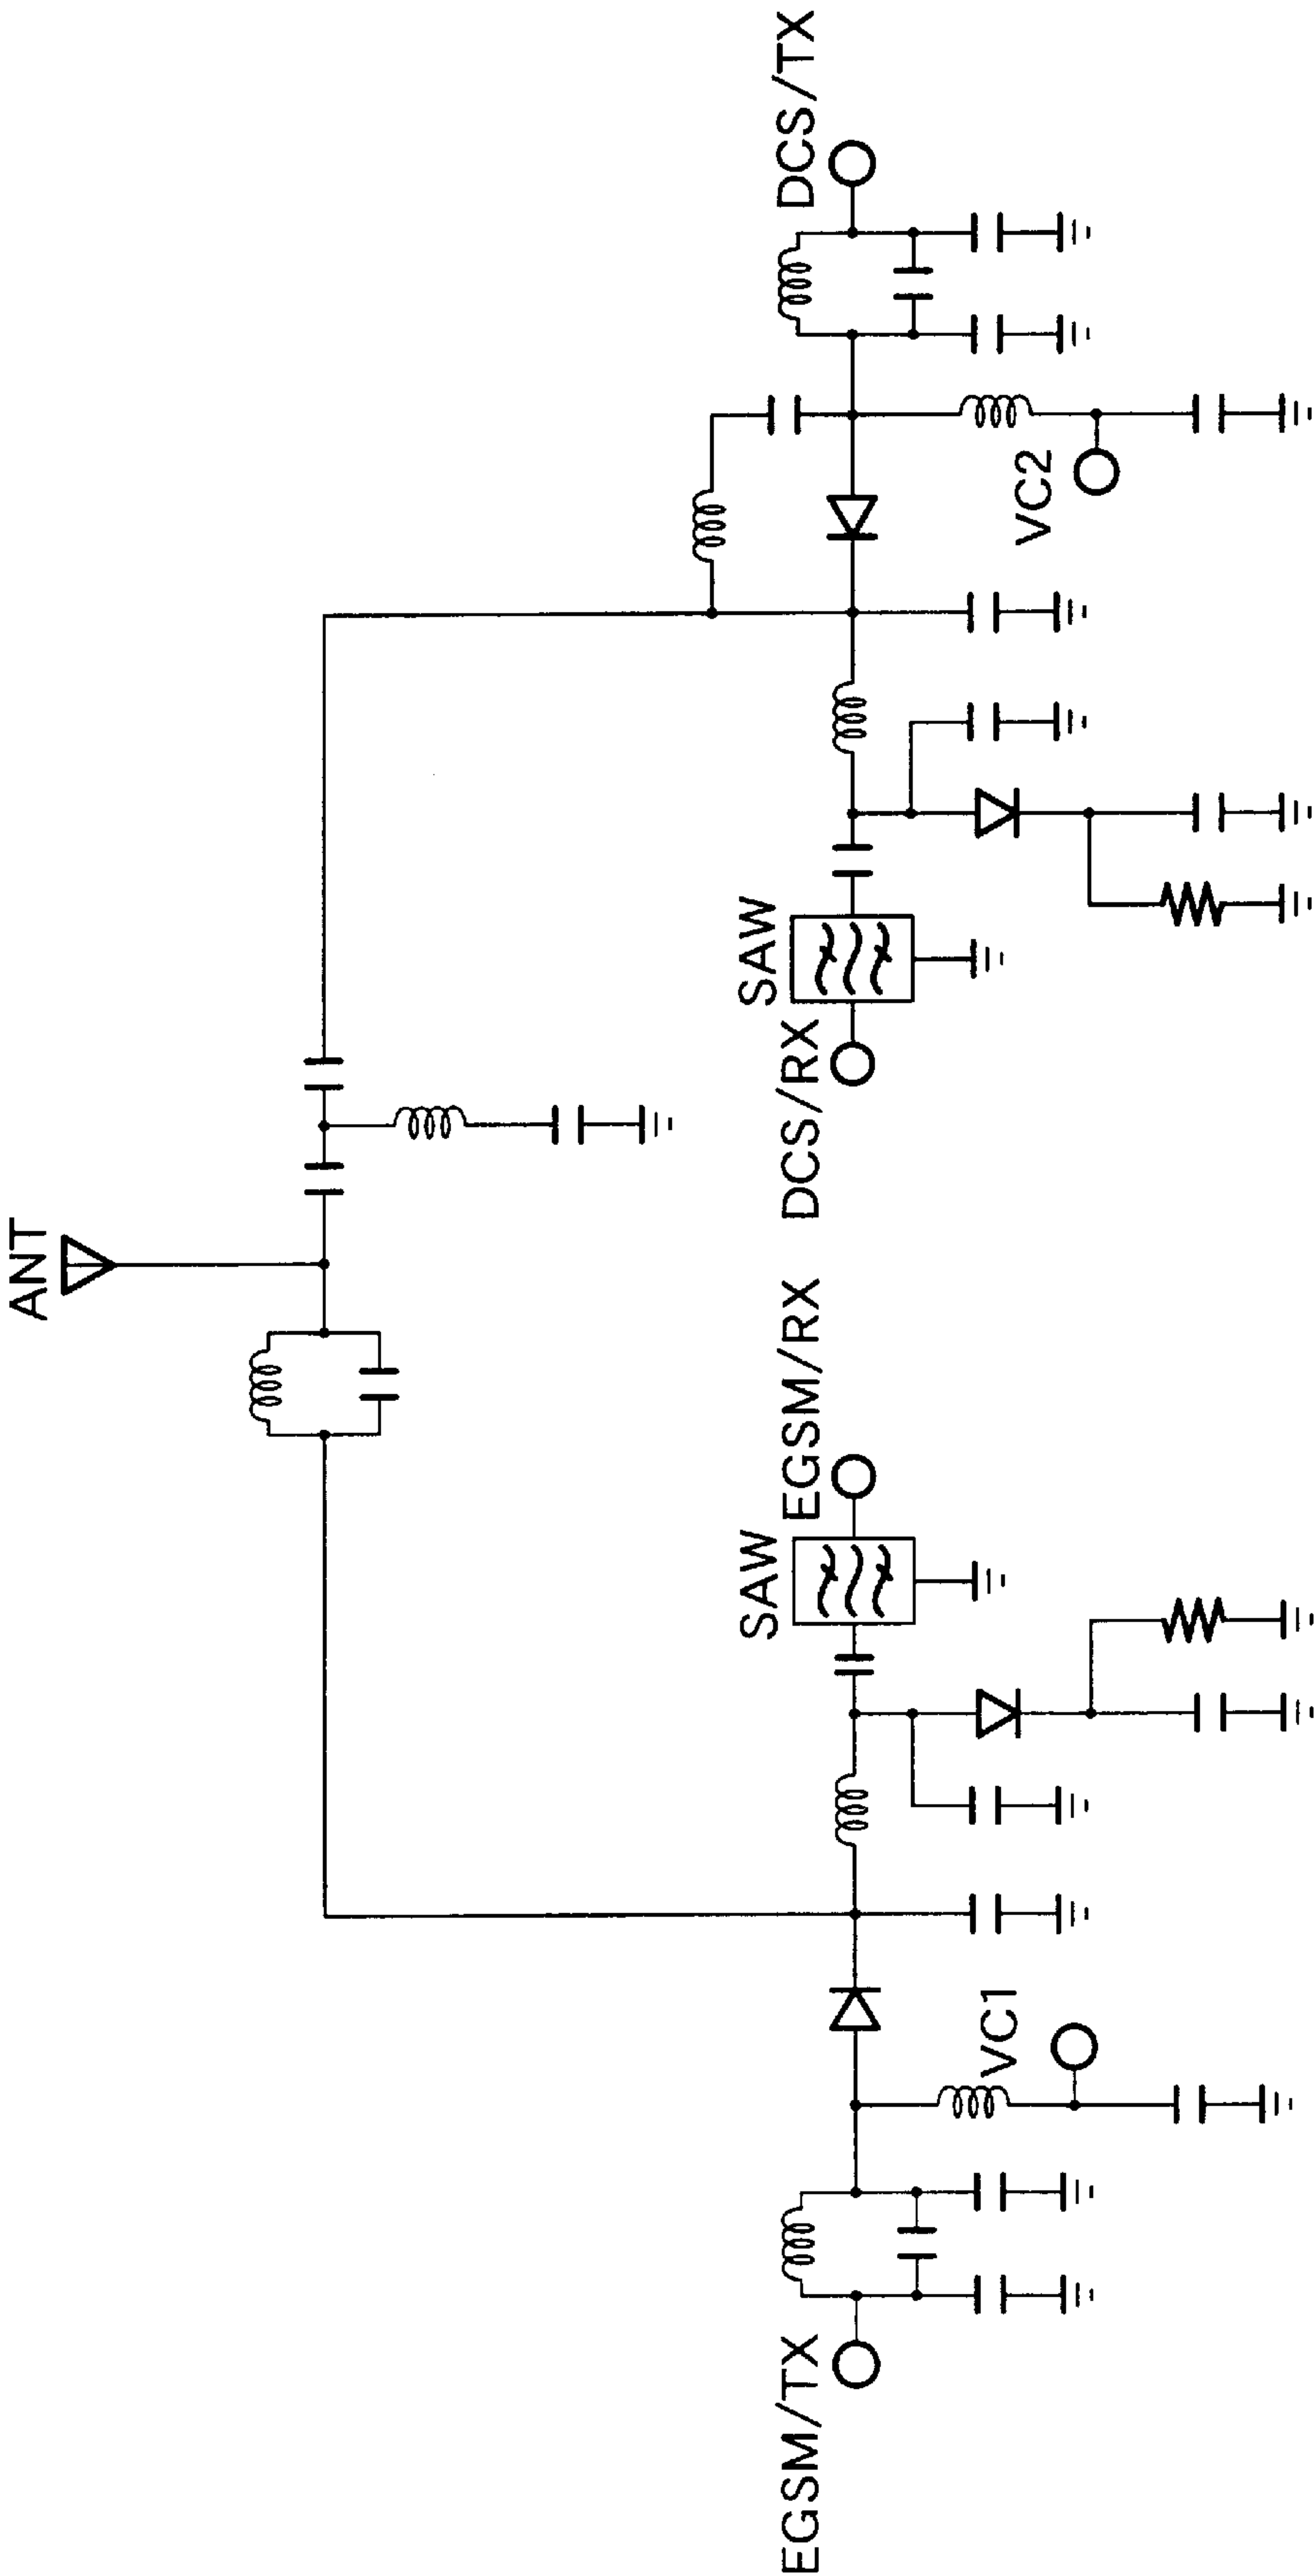 ANT
SAW
SAW
EGSM/TX
VC1
EGSM/RX
DCS/RX
VC2
DCS/TX